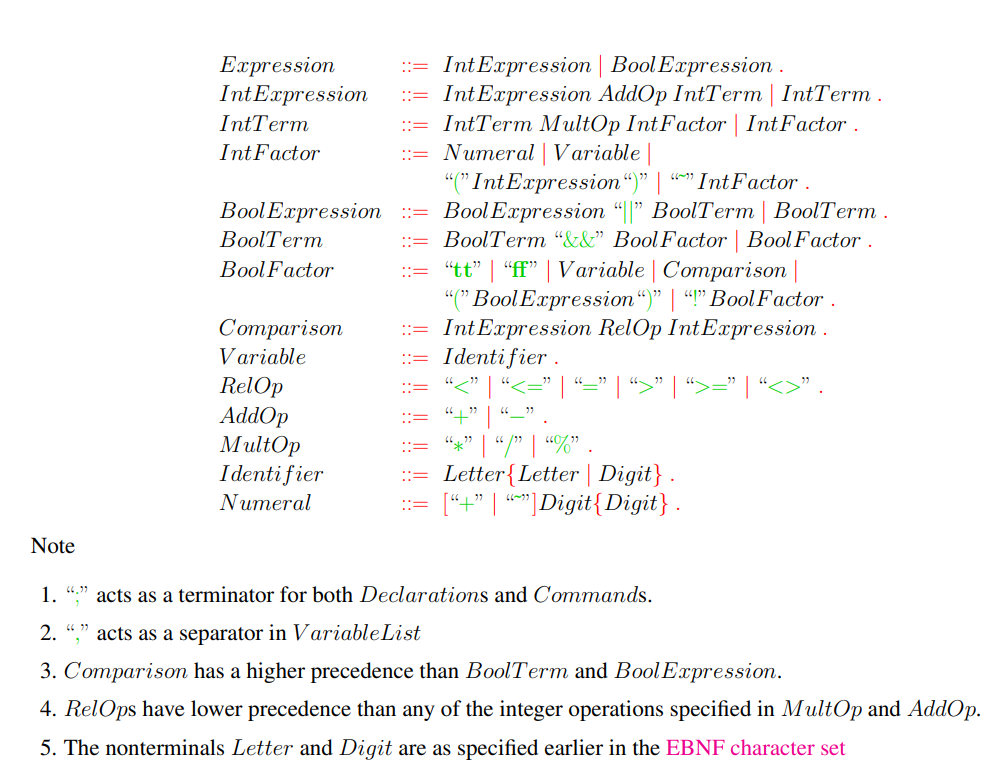 Expression ::= IntExpression | BoolExpression .
IntExpression ::= IntExpression AddOp IntTerm | IntTerm .
IntTerm ::= IntTerm MultOp IntFactor | IntFactor .
IntFactor ::= Numeral | Variable |
“(”IntExpression“)” | “~”IntFactor .
BoolExpression ::= BoolExpression “||” BoolTerm | BoolTerm .
BoolTerm ::= BoolTerm “&&” BoolFactor | BoolFactor .
BoolFactor ::= “tt” | “ff” | Variable | Comparison |
“(”BoolExpression“)” | “!”BoolFactor .
Comparison ::= IntExpression RelOp IntExpression .
Variable ::= Identifier .
RelOp ::= “<” | “<=” | “=” | “>” | “>=” | “<>” .
AddOp ::= “+” | “−” .
MultOp ::= “*” | “/” | “%” .
Identifier ::= Letter{Letter | Digit} .
Numeral ::= [“+” | “~”]Digit{Digit} .
Note
1. “;” acts as a terminator for both Declarations and Commands.
2. “,” acts as a separator in VariableList
3. Comparison has a higher precedence than BoolTerm and BoolExpression.
4. RelOps have lower precedence than any of the integer operations specified in MultOp and AddOp.
5. The nonterminals Letter and Digit are as specified earlier in the EBNF character set